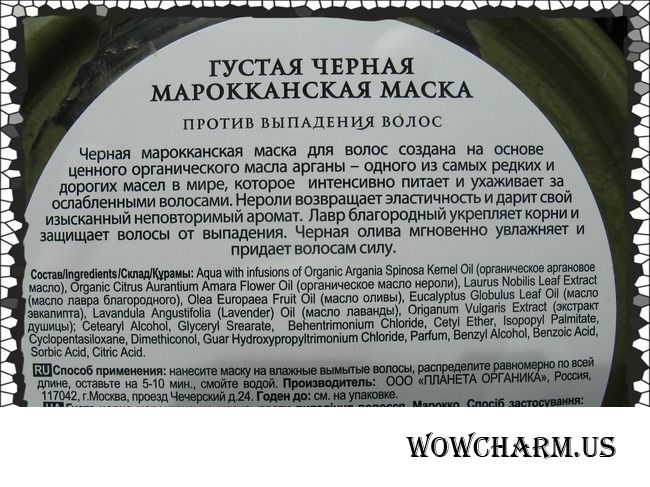 ГУСТАЯ ЧЕРНАЯ
МАРОККАНСКАЯ МАСКА
ПРОТИВ ВЫПАДЕНИЯ ВОЛОС
Черная марокканская маска для волос создана на основе
ценного органического масла арганы – одного из самых редких и
дорогих масел в мире, которое интенсивно питает и ухаживает за
ослабленными волосами. Нероли возвращает эластичность и дарит свой
изысканный неповторимый аромат. Лавр благородный укрепляет корни и
защищает волосы от выпадения. Черная олива мгновенно увлажняет и
придает волосам силу.
Состав/Ingredients/Склад/Құрамы: Aqua with infusions of Organic Argania Spinosa Kernel Oil (органическое аргановое
масло), Organic Citrus Aurantium Amara Flower Oil (органическое масло нероли), Laurus Nobilis Leaf Extract
(масло лавра благородного), Olea Europaea Fruit Oil (масло оливы), Eucalyptus Globulus Leaf Oil (масло
эвкалипта), Lavandula Angustifolia (Lavender) Oil (масло лаванды), Origanum Vulgaris Extract (экстракт
душицы); Cetearyl Alcohol, Glyceryl Srearate, Behentrimonium Chloride, Cetyl Ether, Isopopyl Palmitate,
Cyclopentasiloxane, Dimethiconol, Guar Hydroxypropyltrimonium Chloride, Parfum, Benzyl Alcohol, Benzoic Acid,
Sorbic Acid, Citric Acid.
RU Способ применения: нанесите маску на влажные вымытые волосы, распределите равномерно по всей
длине, оставьте на 5-10 мин., смойте водой. Производитель: ООО «ПЛАНЕТА ОРГАНИКА», Россия,
117042, г.Москва, проезд Чечерский д.24. Годен до: см. на упаковке.
WOWCHARM.US